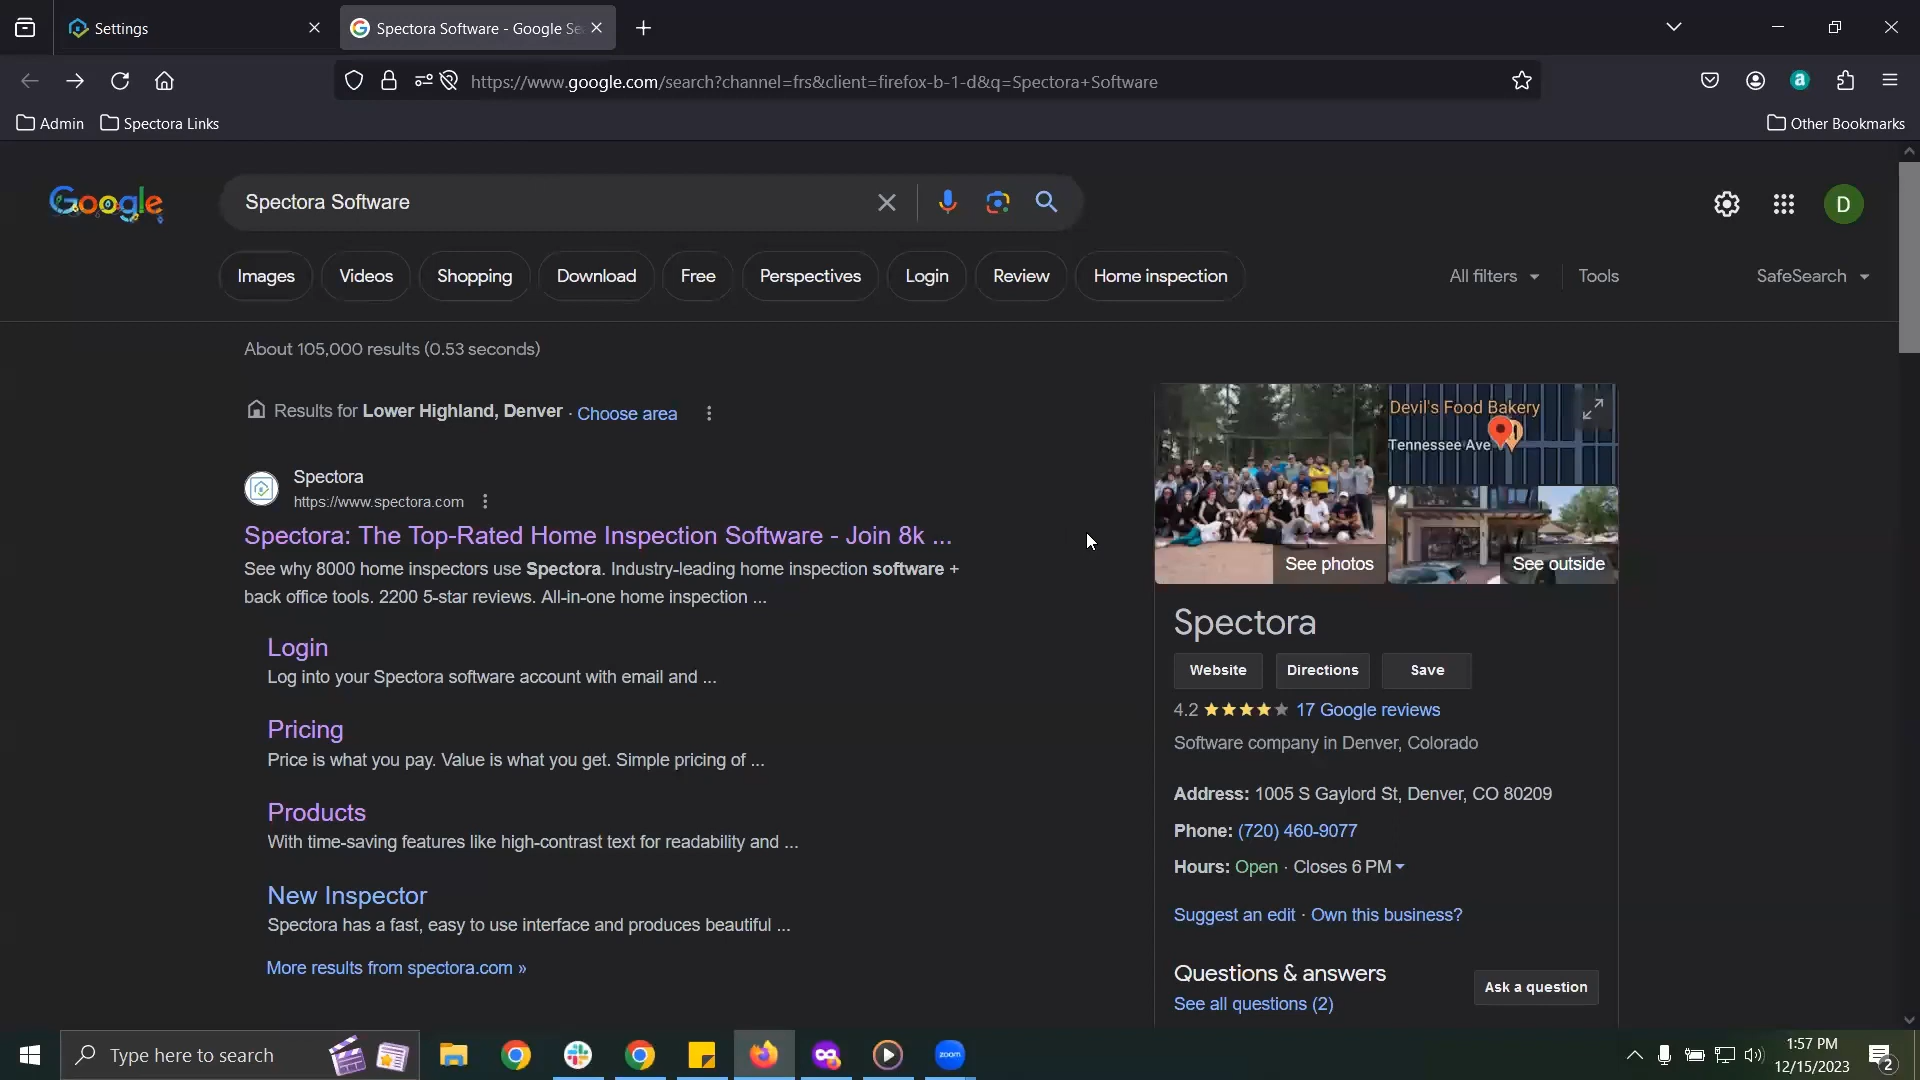 Settings
Spectora Software - Google Se
https://www.google.com/search?channel=frs&client=firefox-b-1-d&q=Spectora+Software
Admin
Spectora Links
Other Bookmarks
Google
Spectora Software
D
Images
Videos
Shopping
Download
Free
Perspectives
Login
Review
Home inspection
All filters
Tools
SafeSearch
About 105,000 results (0.53 seconds)
Results for Lower Highland, Denver · Choose area
Spectora
https://www.spectora.com
Spectora: The Top-Rated Home Inspection Software - Join 8k ...
See why 8000 home inspectors use Spectora. Industry-leading home inspection software +
back office tools. 2200 5-star reviews. All-in-one home inspection ...
Login
Log into your Spectora software account with email and ...
Pricing
Price is what you pay. Value is what you get. Simple pricing of ...
Products
With time-saving features like high-contrast text for readability and ...
New Inspector
Spectora has a fast, easy to use interface and produces beautiful ...
More results from spectora.com »
Devil's Food Bakery
Tennessee Ave
See photos
See outside
Spectora
Website
Directions
Save
4.2 ★★★★★ 17 Google reviews
Software company in Denver, Colorado
Address: 1005 S Gaylord St, Denver, CO 80209
Phone: (720) 460-9077
Hours: Open · Closes 6 PM
Suggest an edit · Own this business?
Questions & answers
See all questions (2)
Ask a question
Type here to search
zoom
1:57 PM
12/15/2023
2